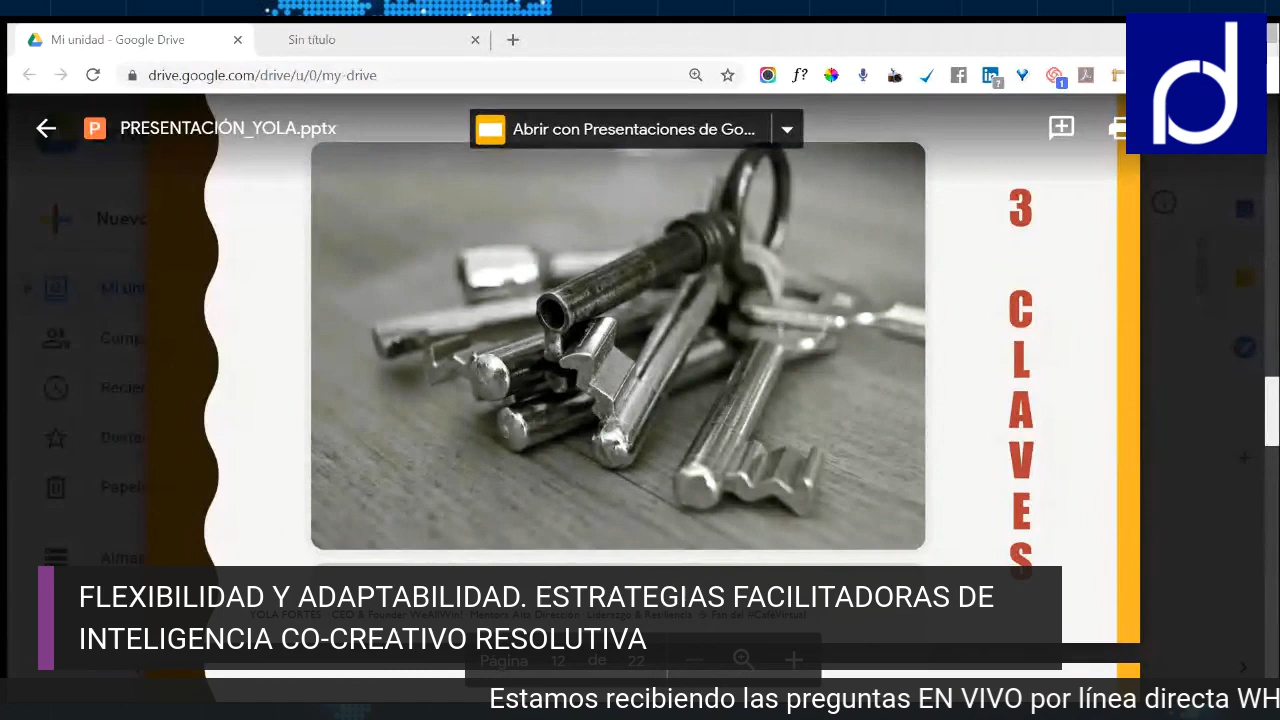 Mi unidad - Google Drive
Sin título
drive.google.com/drive/u/0/my-drive
PRESENTACIÓN_YOLA.pptx
Abrir con Presentaciones de Go...
Nuevo
3
C
L
A
V
E
S
FLEXIBILIDAD Y ADAPTABILIDAD. ESTRATEGIAS FACILITADORAS DE
INTELIGENCIA CO-CREATIVO RESOLUTIVA
Página 12 de 22
Estamos recibiendo las preguntas EN VIVO por línea directa WH